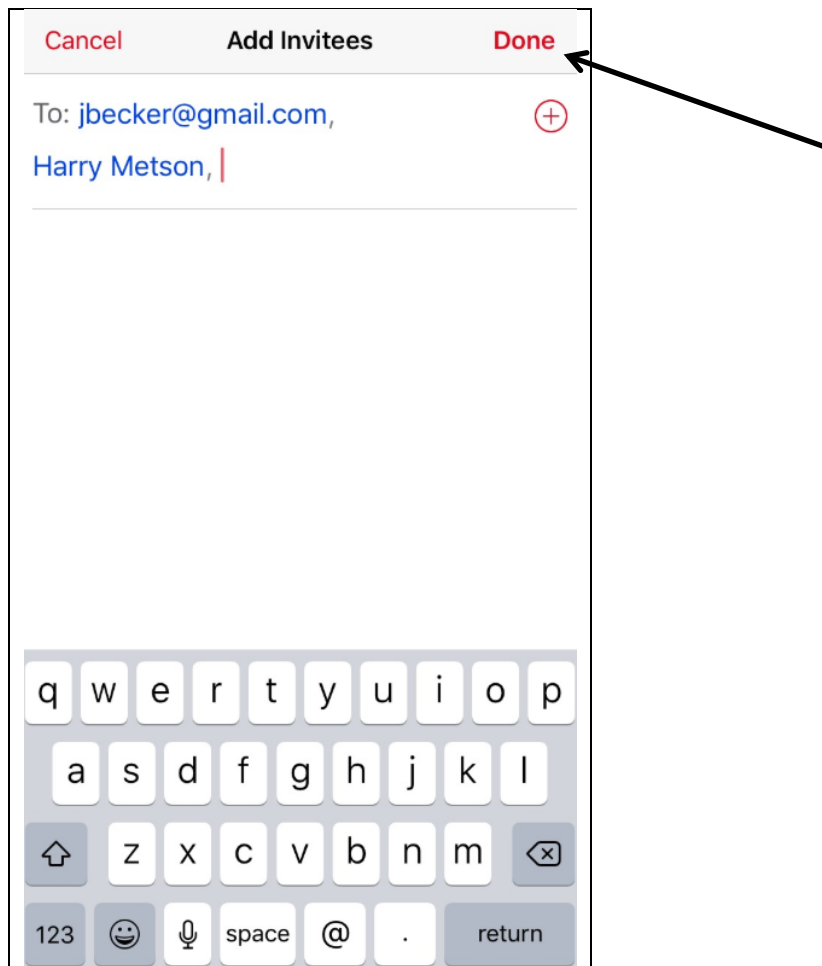 Cancel Add Invitees Done
To: jbecker@gmail.com,
Harry Metson,
q w e r t y u i o p
a s d f g h j k l
z x c v b n m
123 space @ . return